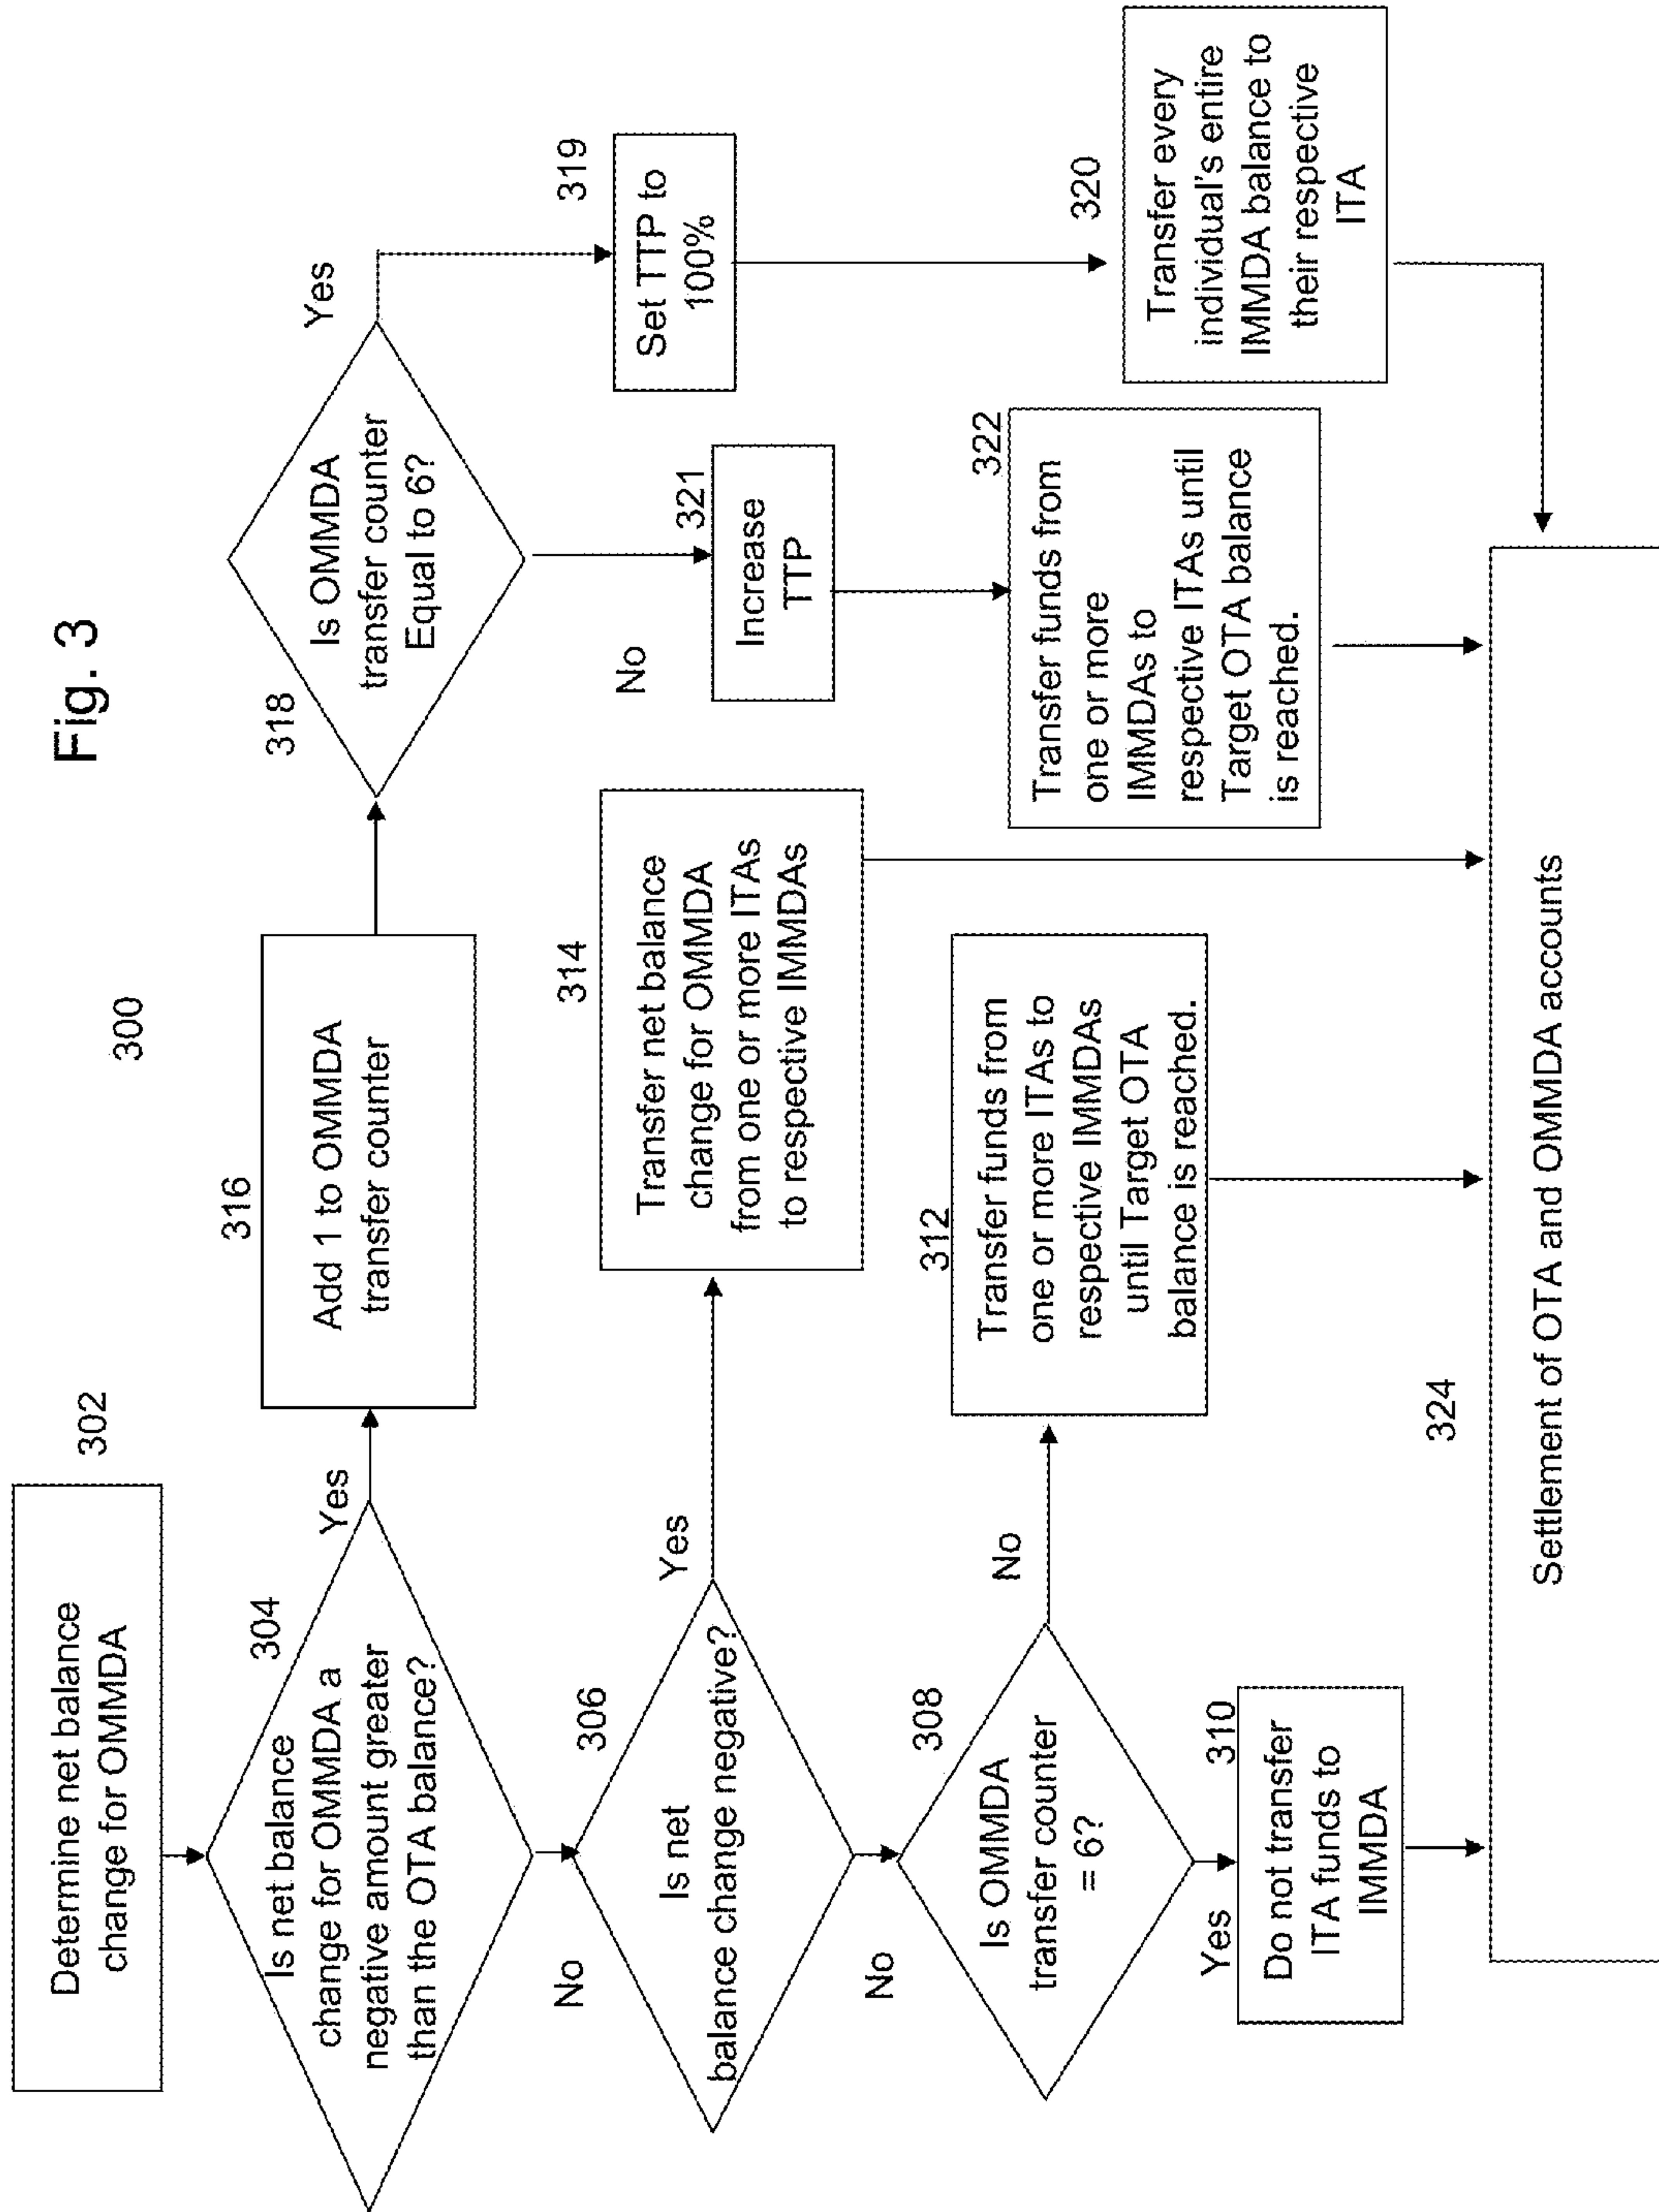 Fig. 3
300
302
Determine net balance
change for OMMDA
304
Is net balance
change for OMMDA a
negative amount greater
than the OTA balance?
Yes
316
Add 1 to OMMDA
transfer counter
318
Is OMMDA
transfer counter
Equal to 6?
Yes
319
Set TTP to
100%
320
Transfer every
individual's entire
IMMDA balance to
their respective
ITA
No
321
Increase
TTP
322
Transfer funds from
one or more
IMMDAs to
respective ITAs until
Target OTA balance
is reached.
No
306
Is net
balance change negative?
Yes
314
Transfer net balance
change for OMMDA
from one or more ITAs
to respective IMMDAs
No
308
Is OMMDA
transfer counter
= 6?
No
312
Transfer funds from
one or more ITAs to
respective IMMDAs
until Target OTA
balance is reached.
Yes
310
Do not transfer
ITA funds to
IMMDA
324
Settlement of OTA and OMMDA accounts